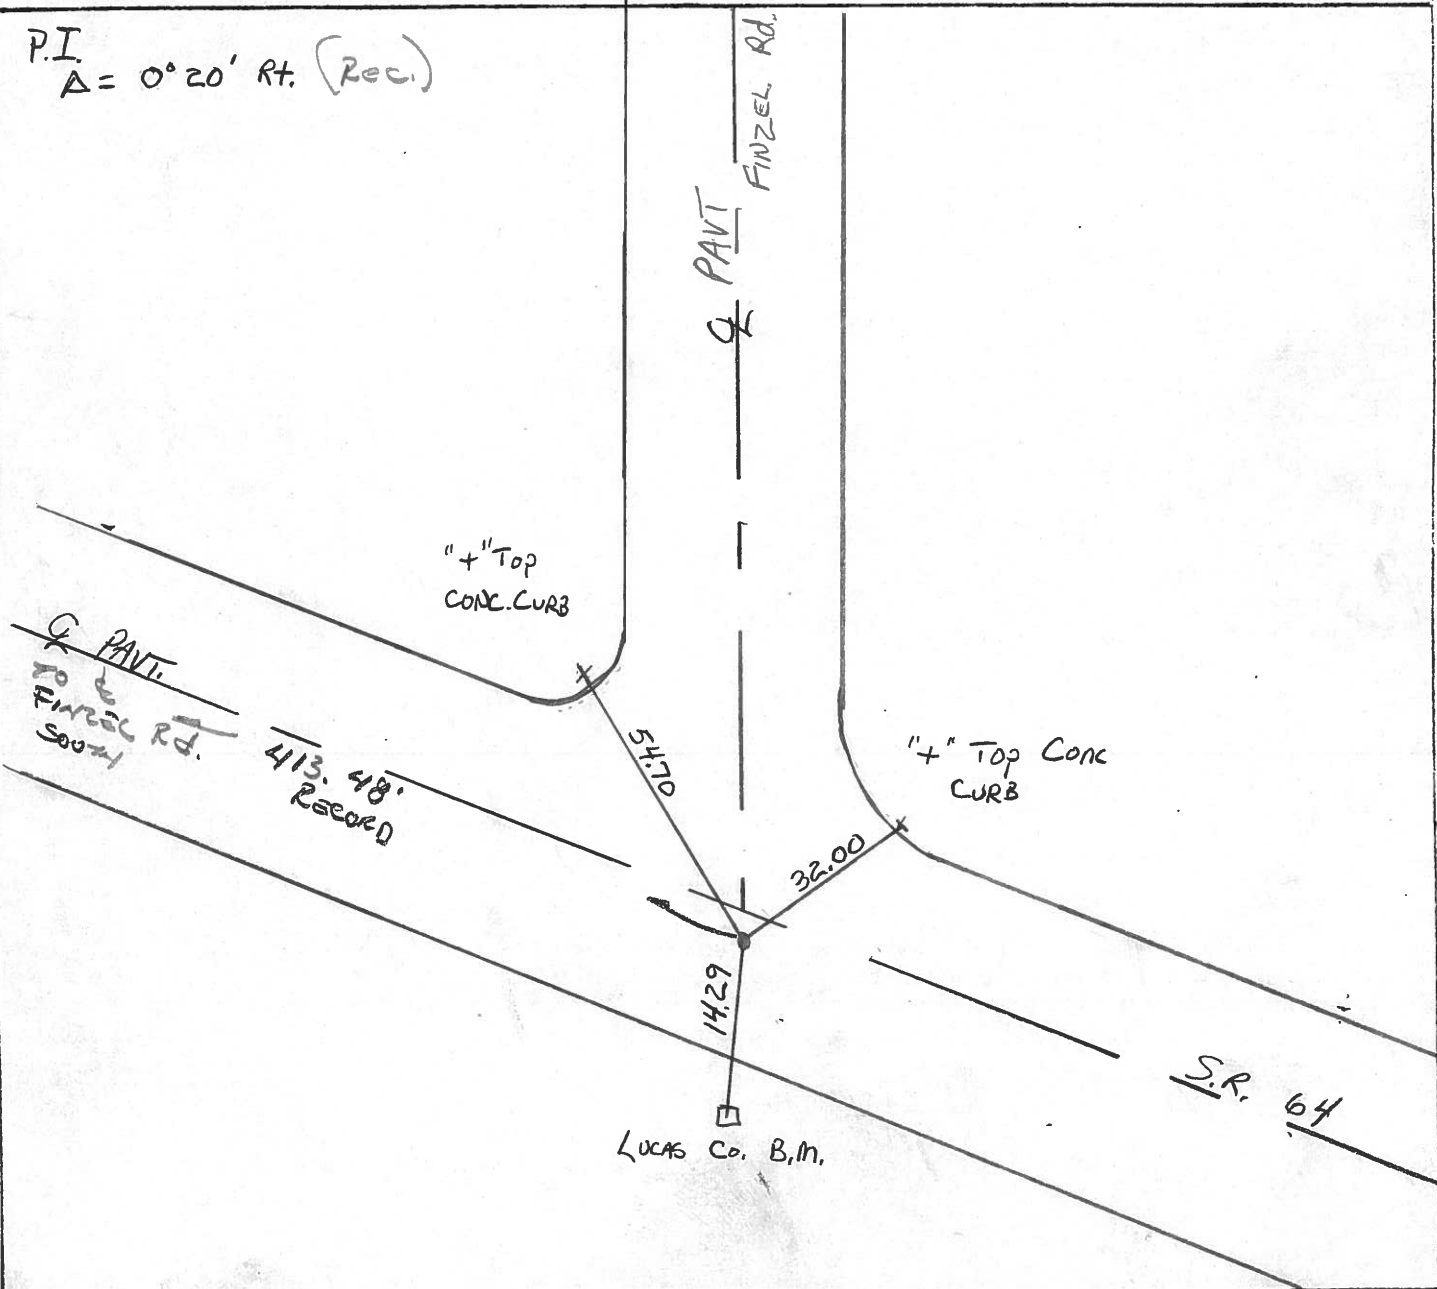 P.I.
Δ = 0° 20' Rt. (Rec.)
FINZEL Rd.
℄ PAVT
"+" Top
CONC. CURB
℄ PAVT.
TO ℄
FINZEL Rd.
SOUTH
413.48'
RECORD
54.70
"+" Top Conc
CURB
32.00
14.29
S.R. 64
LUCAS Co. B.M.